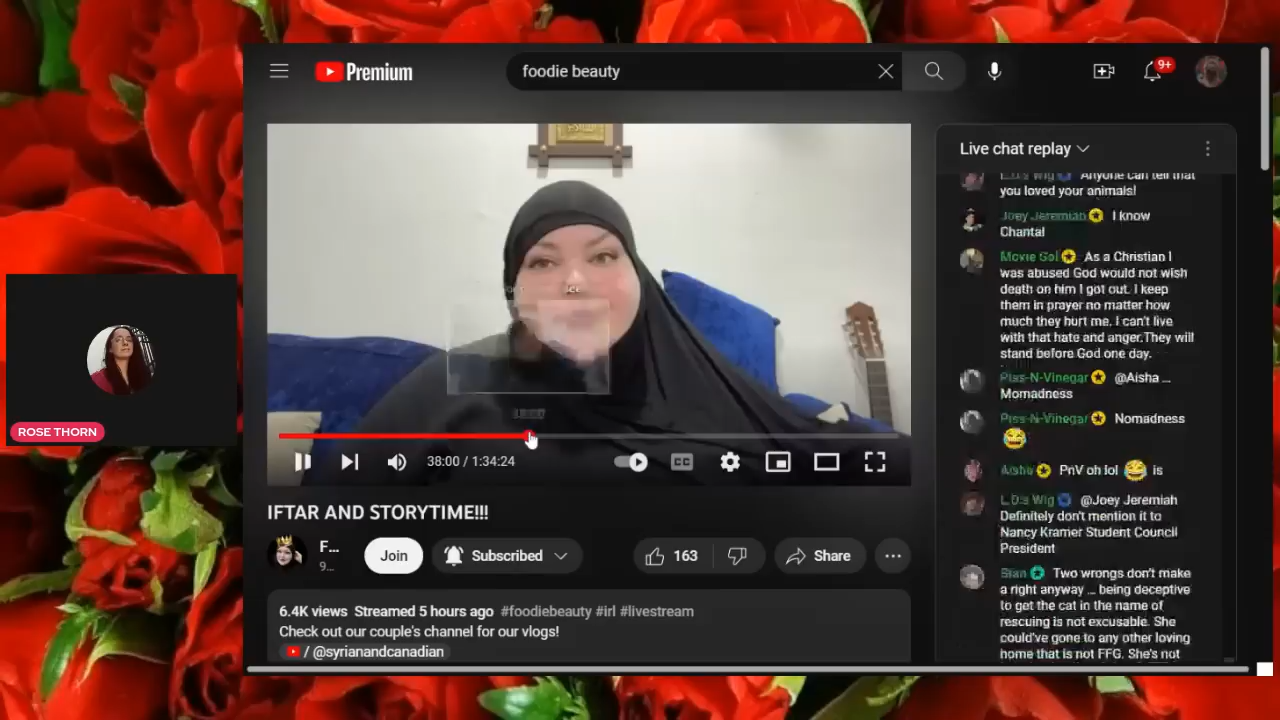 Premium
foodie beauty
9+
Live chat replay
L.D's Wig Anyone can tell that
you loved your animals!
Joey Jeremiah I know
Chantal
Movie Gal As a Christian I
was abused God would not wish
death on him I got out. I keep
them in prayer no matter how
much they hurt me. I can't live
with that hate and anger.They will
stand before God one day.
Piss-N-Vinegar @Aisha ...
Momadness
Piss-N-Vinegar Nomadness
Aisha PnV oh lol is
L.D's Wig @Joey Jeremiah
Definitely don't mention it to
Nancy Kramer Student Council
President
Sian Two wrongs don't make
a right anyway ... being deceptive
to get the cat in the name of
rescuing is not excusable. She
could've gone to any other loving
home that is not FFG. She's not
ROSE THORN
38:00 / 1:34:24
CC
IFTAR AND STORYTIME!!!
F...
9...
Join
Subscribed
163
Share
6.4K views Streamed 5 hours ago #foodiebeauty #irl #livestream
Check out our couple's channel for our vlogs!
/ @syrianandcanadian